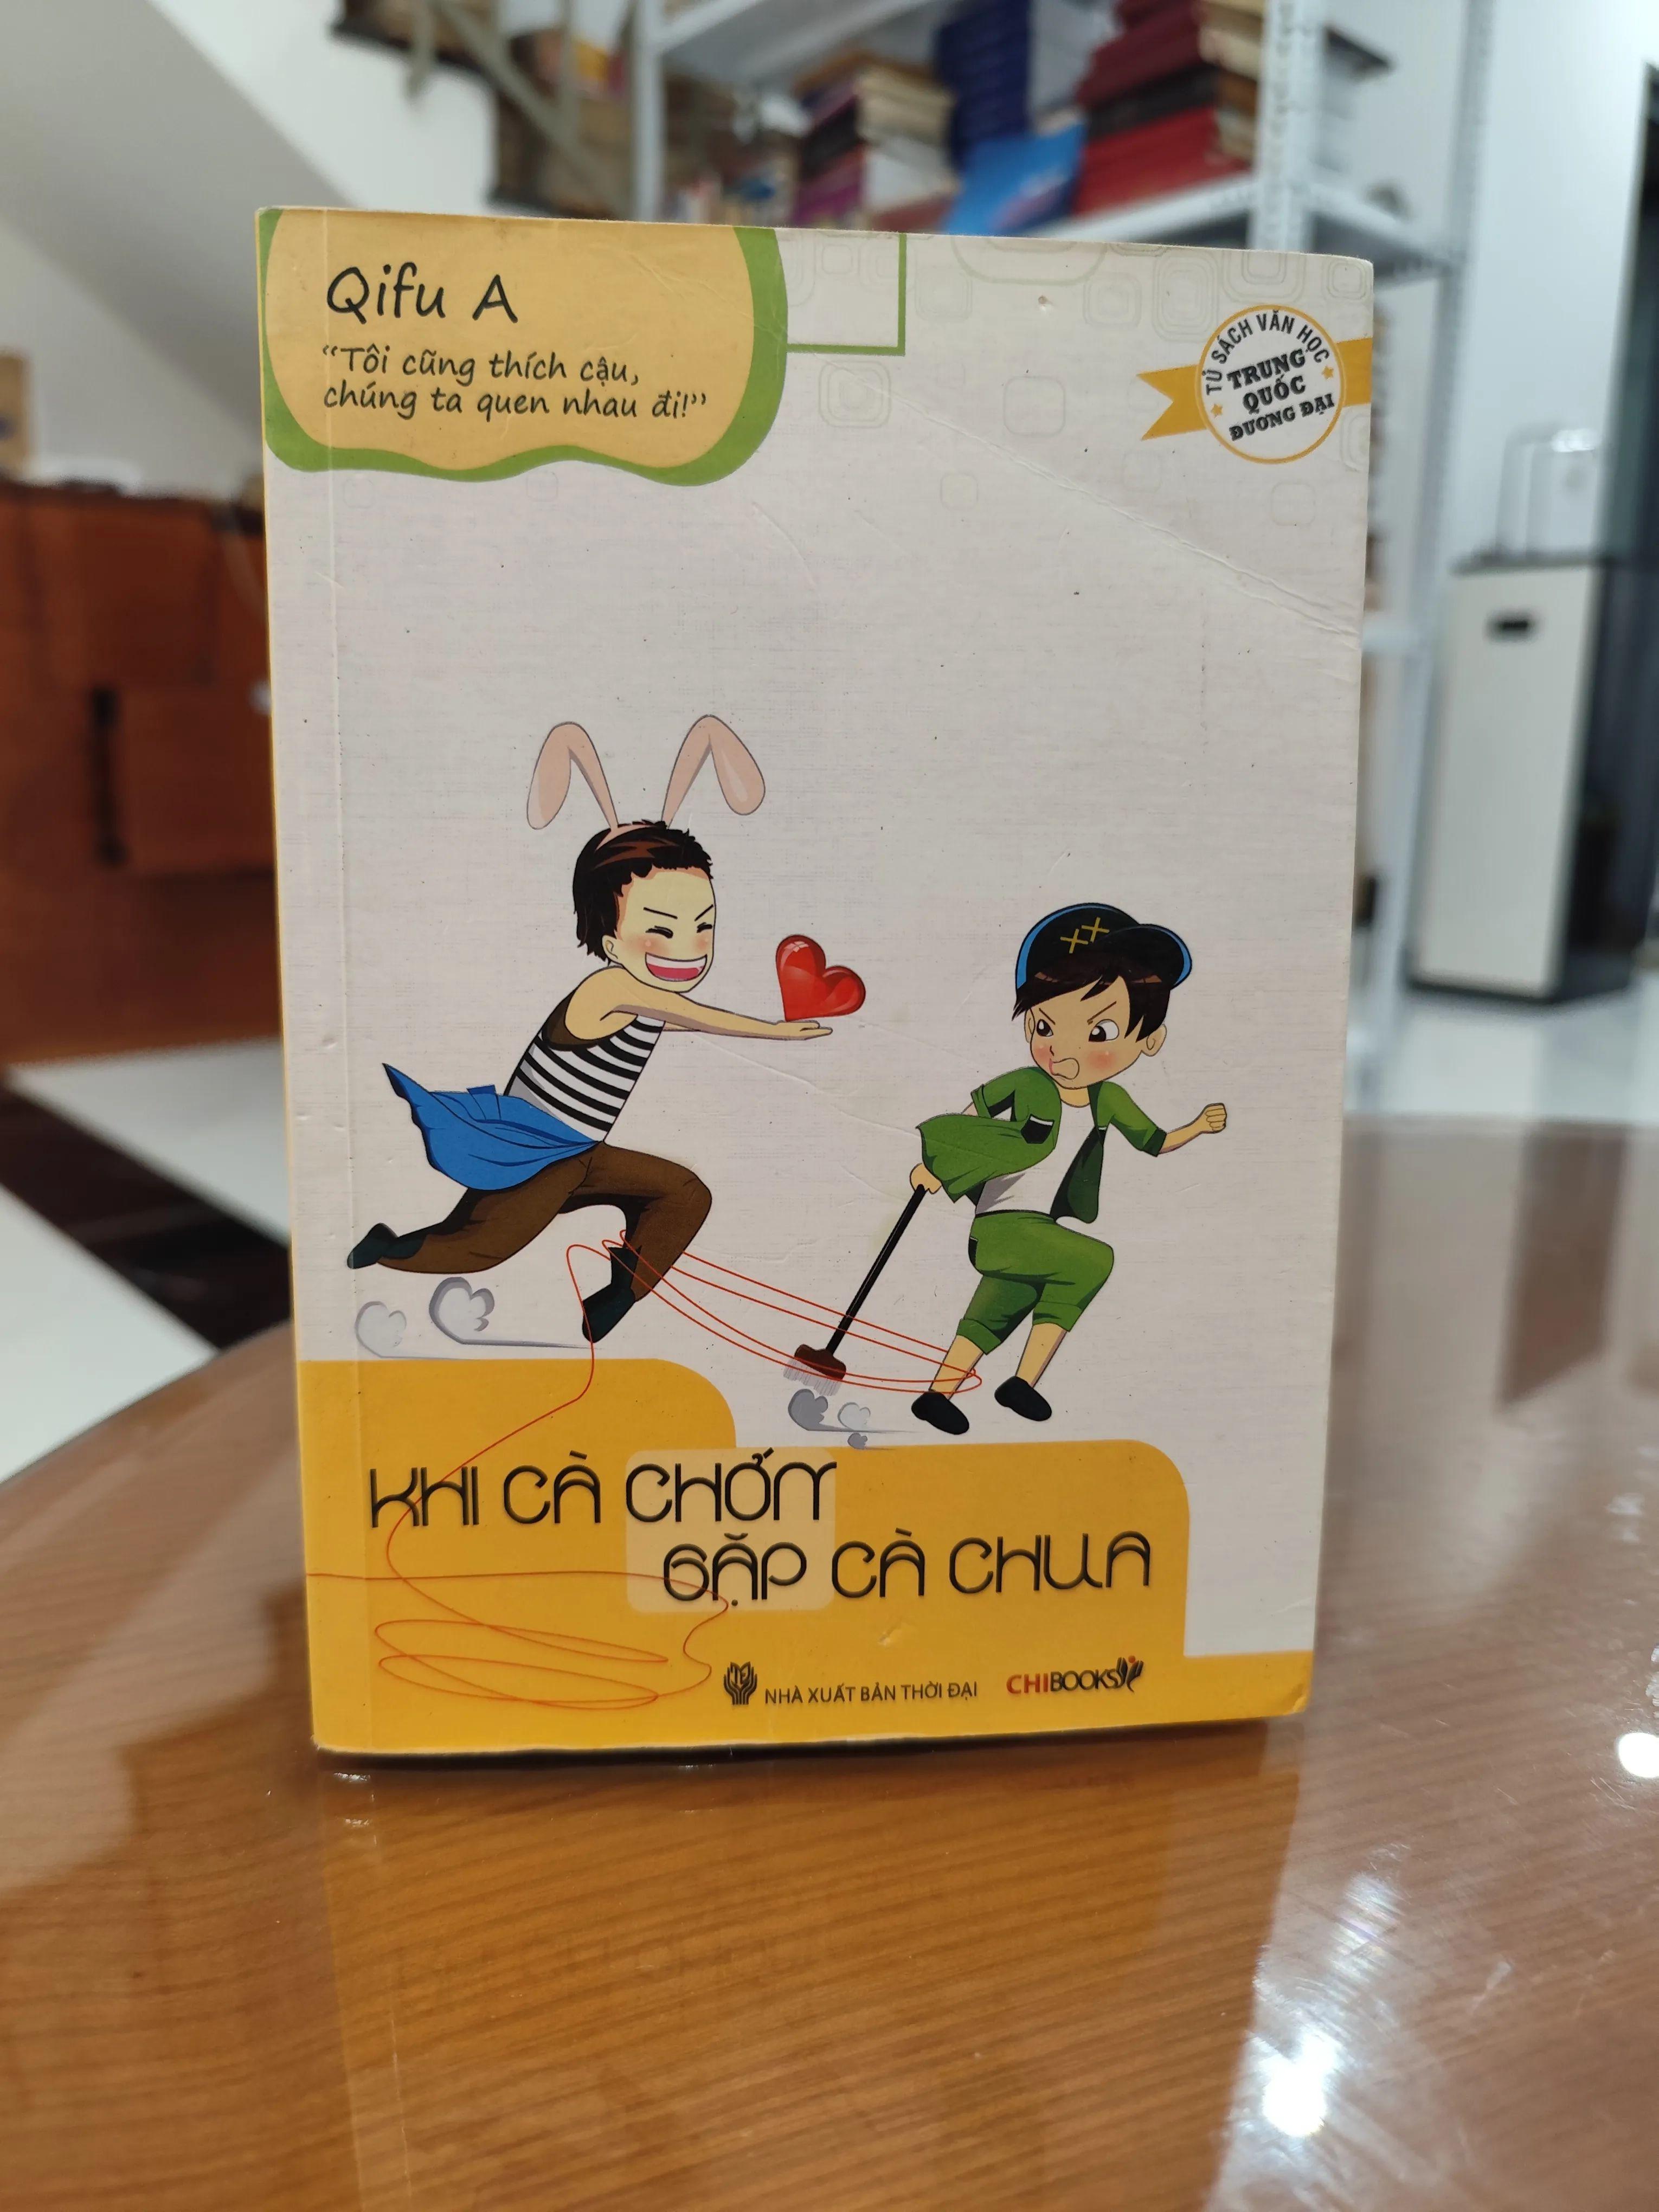 Qifu A
“Tôi cũng thích cậu,
chúng ta quen nhau đi!”
TỦ SÁCH VĂN HỌC
TRUNG
QUỐC
ĐƯƠNG ĐẠI
KHI CÀ CHỚN
GẶP CÀ CHUA
NHÀ XUẤT BẢN THỜI ĐẠI
CHIBOOKS